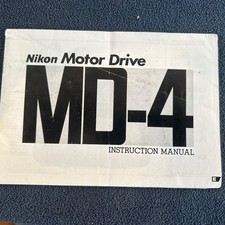 Nikon Motor Drive
MD-4
INSTRUCTION MANUAL
E